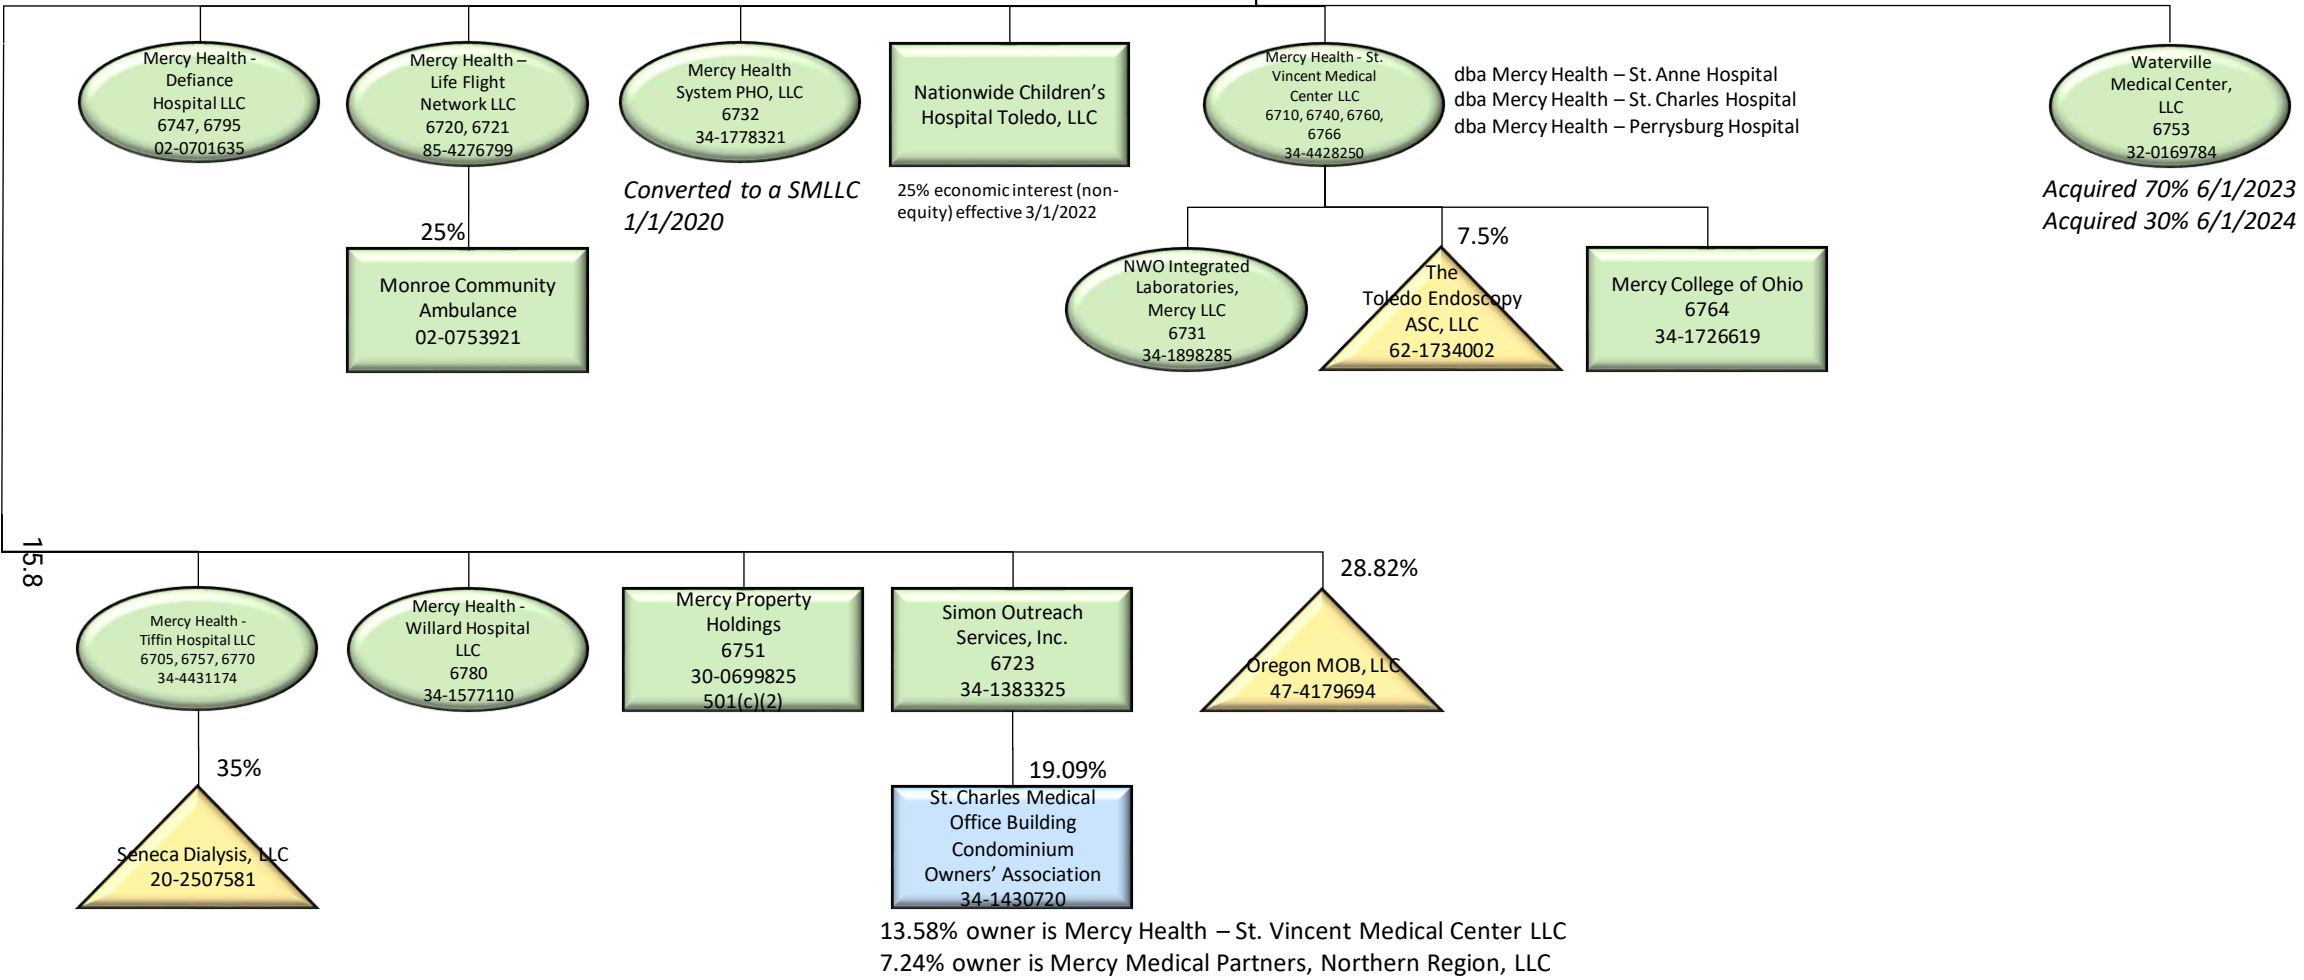 Mercy Health -
Defiance
Hospital LLC
6747, 6795
02-0701635
Mercy Health –
Life Flight
Network LLC
6720, 6721
85-4276799
Mercy Health
System PHO, LLC
6732
34-1778321
Converted to a SMLLC
1/1/2020
Nationwide Children's
Hospital Toledo, LLC
25% economic interest (non-
equity) effective 3/1/2022
Mercy Health - St.
Vincent Medical
Center LLC
6710, 6740, 6760,
6766
34-4428250
dba Mercy Health – St. Anne Hospital
dba Mercy Health – St. Charles Hospital
dba Mercy Health – Perrysburg Hospital
Waterville
Medical Center,
LLC
6753
32-0169784
Acquired 70% 6/1/2023
Acquired 30% 6/1/2024
25%
Monroe Community
Ambulance
02-0753921
NWO Integrated
Laboratories,
Mercy LLC
6731
34-1898285
7.5%
The
Toledo Endoscopy
ASC, LLC
62-1734002
Mercy College of Ohio
6764
34-1726619
15.8
Mercy Health -
Tiffin Hospital LLC
6705, 6757, 6770
34-4431174
Mercy Health -
Willard Hospital
LLC
6780
34-1577110
Mercy Property
Holdings
6751
30-0699825
501(c)(2)
Simon Outreach
Services, Inc.
6723
34-1383325
28.82%
Oregon MOB, LLC
47-4179694
35%
Seneca Dialysis, LLC
20-2507581
19.09%
St. Charles Medical
Office Building
Condominium
Owners' Association
34-1430720
13.58% owner is Mercy Health – St. Vincent Medical Center LLC
7.24% owner is Mercy Medical Partners, Northern Region, LLC